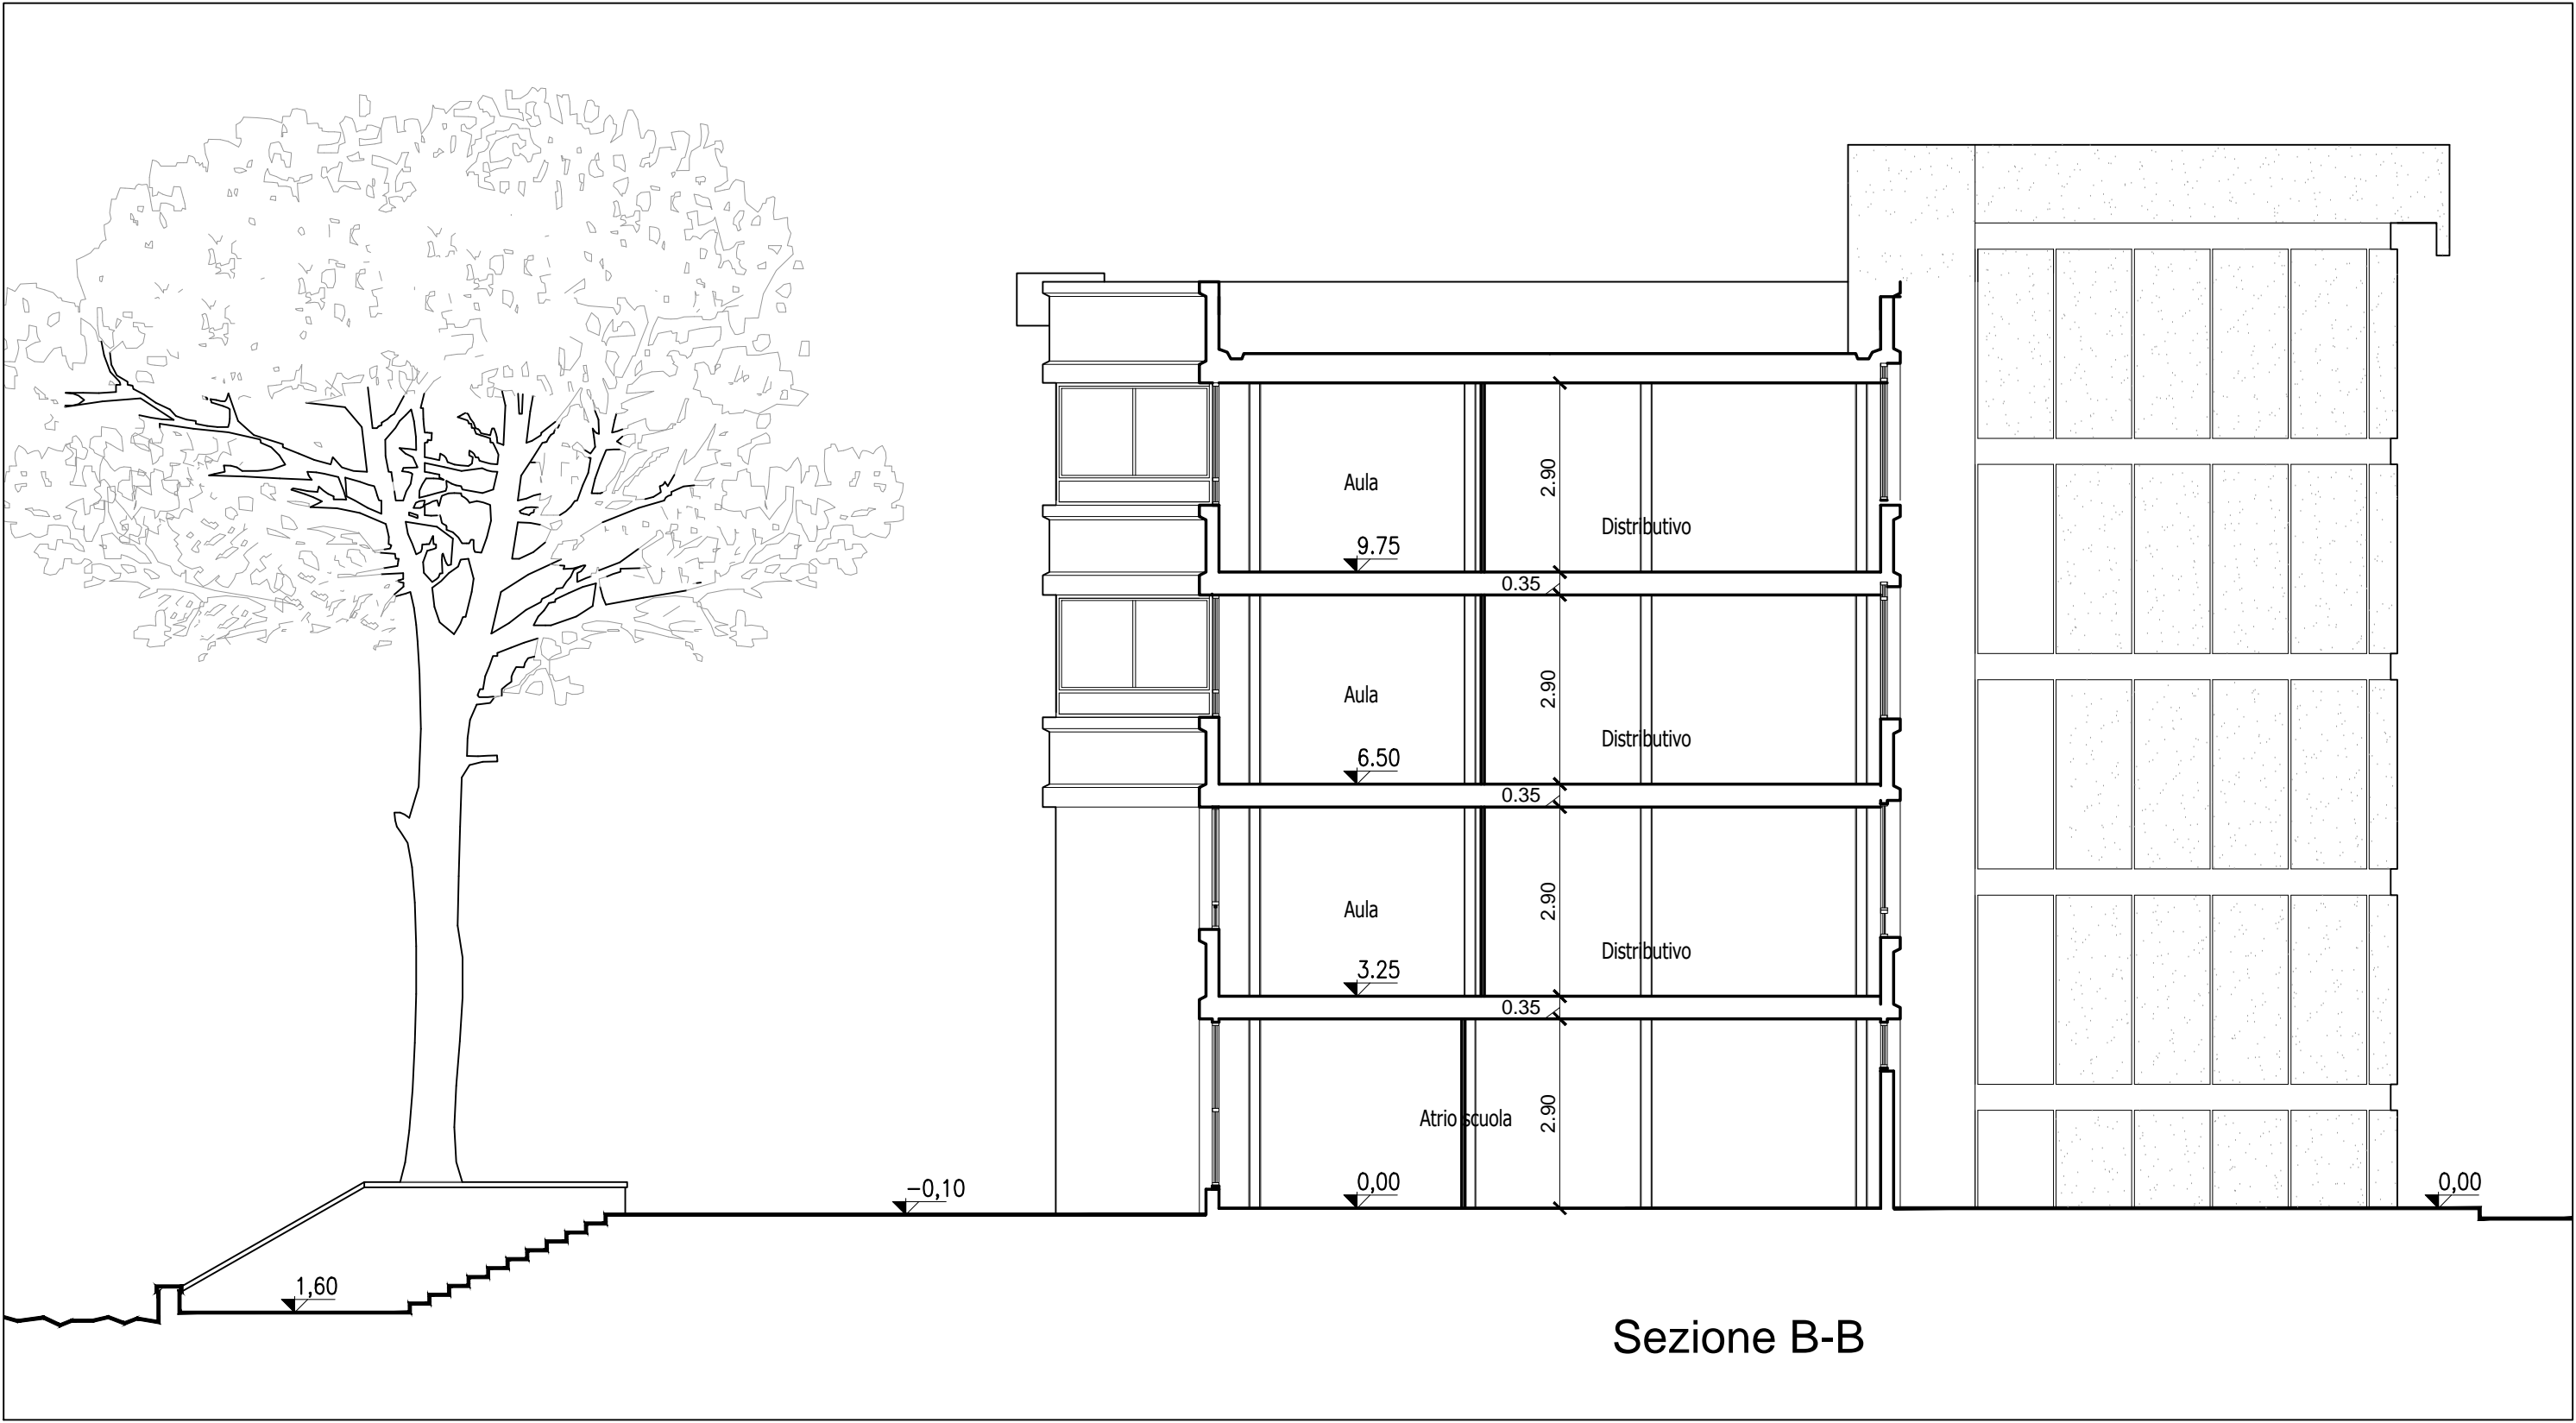 2.90
Aula
Distributivo
9.75
0.35
2.90
Aula
Distributivo
6.50
0.35
2.90
Aula
Distributivo
3.25
0.35
2.90
Atrio scuola
0,00
-0,10
0,00
1,60
Sezione B-B